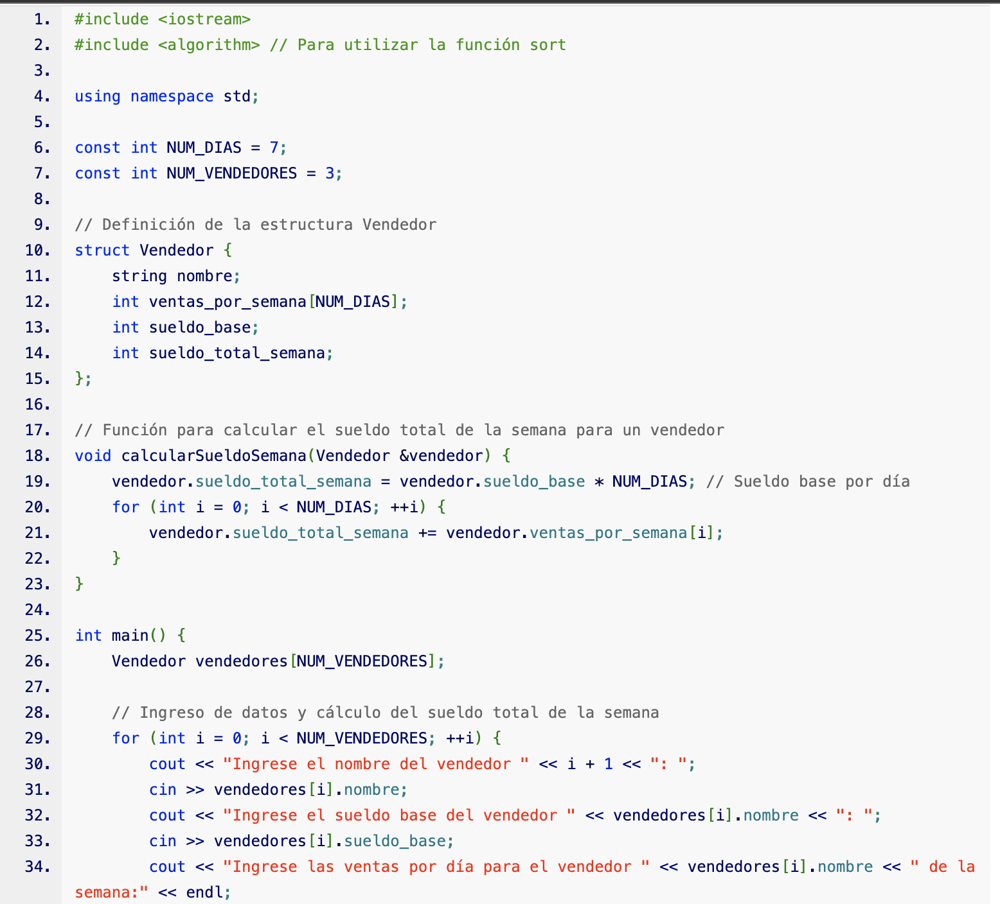 1. #include <iostream>
2. #include <algorithm> // Para utilizar la función sort
3.
4. using namespace std;
5.
6. const int NUM_DIAS = 7;
7. const int NUM_VENDEDORES = 3;
8.
9. // Definición de la estructura Vendedor
10. struct Vendedor {
11.     string nombre;
12.     int ventas_por_semana[NUM_DIAS];
13.     int sueldo_base;
14.     int sueldo_total_semana;
15. };
16.
17. // Función para calcular el sueldo total de la semana para un vendedor
18. void calcularSueldoSemana(Vendedor &vendedor) {
19.     vendedor.sueldo_total_semana = vendedor.sueldo_base * NUM_DIAS; // Sueldo base por día
20.     for (int i = 0; i < NUM_DIAS; ++i) {
21.         vendedor.sueldo_total_semana += vendedor.ventas_por_semana[i];
22.     }
23. }
24.
25. int main() {
26.     Vendedor vendedores[NUM_VENDEDORES];
27.
28.     // Ingreso de datos y cálculo del sueldo total de la semana
29.     for (int i = 0; i < NUM_VENDEDORES; ++i) {
30.         cout << "Ingrese el nombre del vendedor " << i + 1 << ": ";
31.         cin >> vendedores[i].nombre;
32.         cout << "Ingrese el sueldo base del vendedor " << vendedores[i].nombre << ": ";
33.         cin >> vendedores[i].sueldo_base;
34.         cout << "Ingrese las ventas por día para el vendedor " << vendedores[i].nombre << " de la
semana:" << endl;